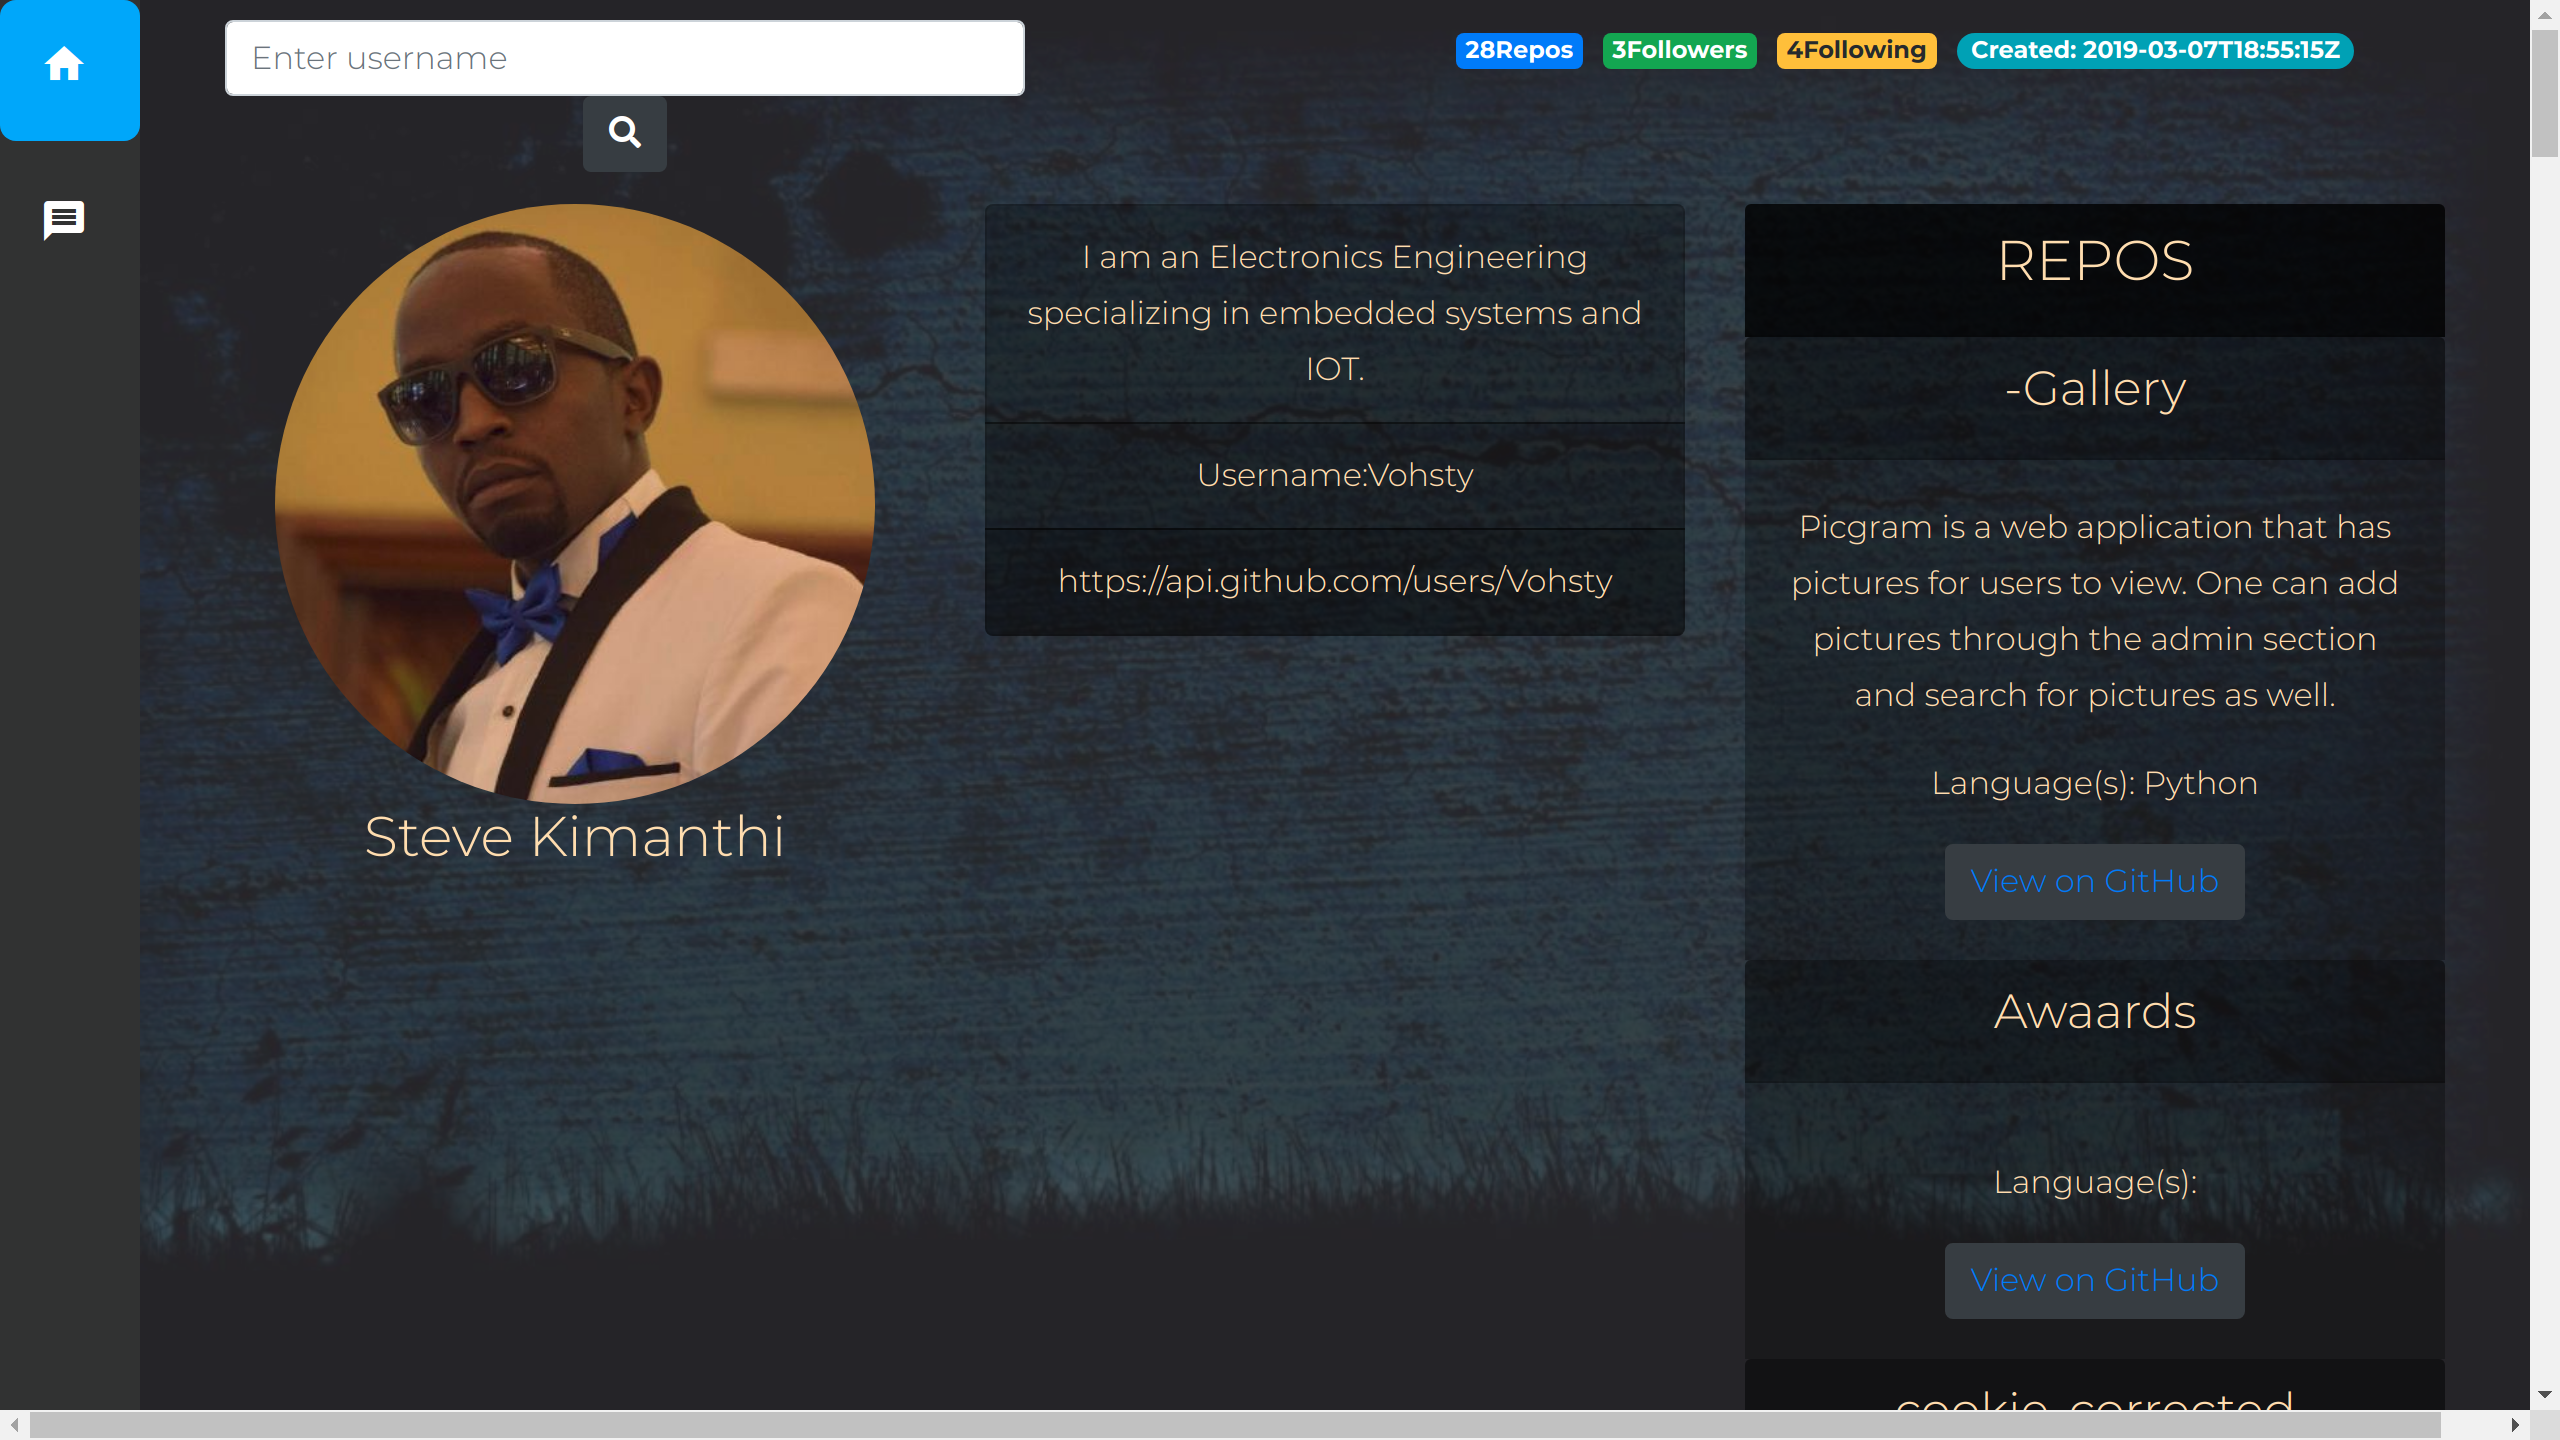 Enter username
28Repos
3Followers
4Following
Created: 2019-03-07T18:55:15Z
Steve Kimanthi
I am an Electronics Engineering
specializing in embedded systems and
IOT.
Username:Vohsty
https://api.github.com/users/Vohsty
REPOS
-Gallery
Picgram is a web application that has
pictures for users to view. One can add
pictures through the admin section
and search for pictures as well.
Language(s): Python
View on GitHub
Awaards
Language(s):
View on GitHub
cookie-corrected